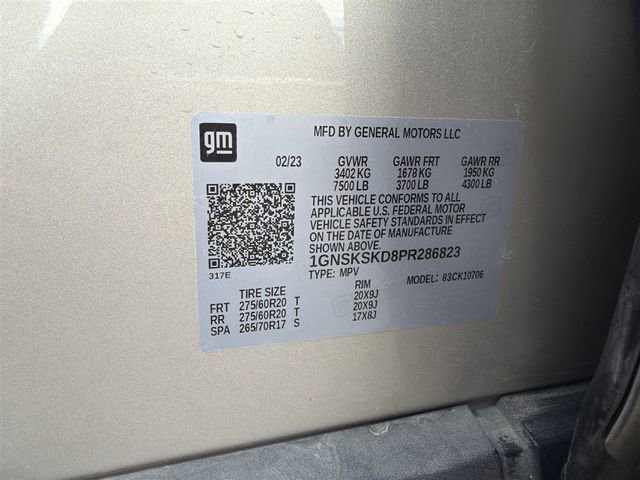 gm
MFD BY GENERAL MOTORS LLC
02/23 GVWR GAWR FRT GAWR RR
3402 KG 1678 KG 1950 KG
7500 LB 3700 LB 4300 LB
THIS VEHICLE CONFORMS TO ALL
APPLICABLE U.S. FEDERAL MOTOR
VEHICLE SAFETY STANDARDS IN EFFECT
ON THE DATE OF MANUFACTURE
SHOWN ABOVE.
1GNSKSKD8PR286823
317E
TYPE: MPV MODEL: 83CK10706
TIRE SIZE RIM
FRT 275/60R20 T 20X9J
RR 275/60R20 T 20X9J
SPA 265/70R17 S 17X8J